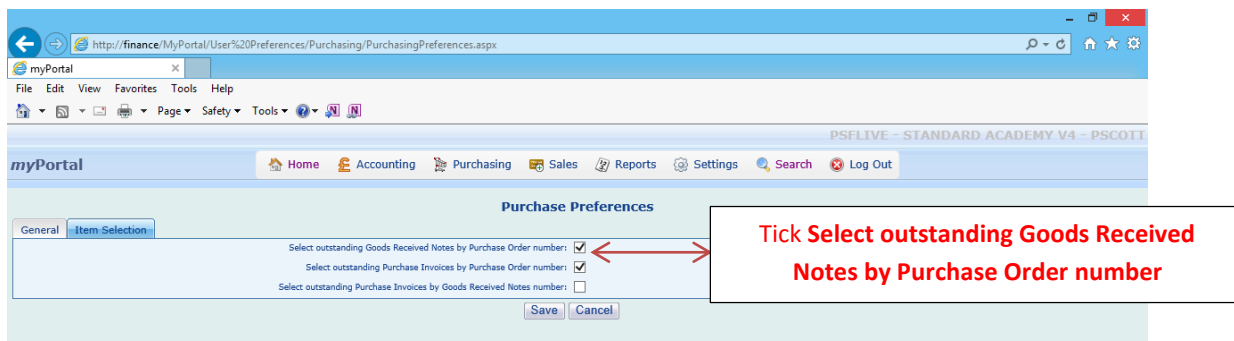 http://finance/MyPortal/User%20Preferences/Purchasing/PurchasingPreferences.aspx
myPortal
File Edit View Favorites Tools Help
Page Safety Tools
PSFLIVE - STANDARD ACADEMY V4 - PSCOTT
myPortal Home Accounting Purchasing Sales Reports Settings Search Log Out
Purchase Preferences
General Item Selection
Select outstanding Goods Received Notes by Purchase Order number:
Select outstanding Purchase Invoices by Purchase Order number:
Select outstanding Purchase Invoices by Goods Received Notes number:
Save Cancel
Tick Select outstanding Goods Received
Notes by Purchase Order number